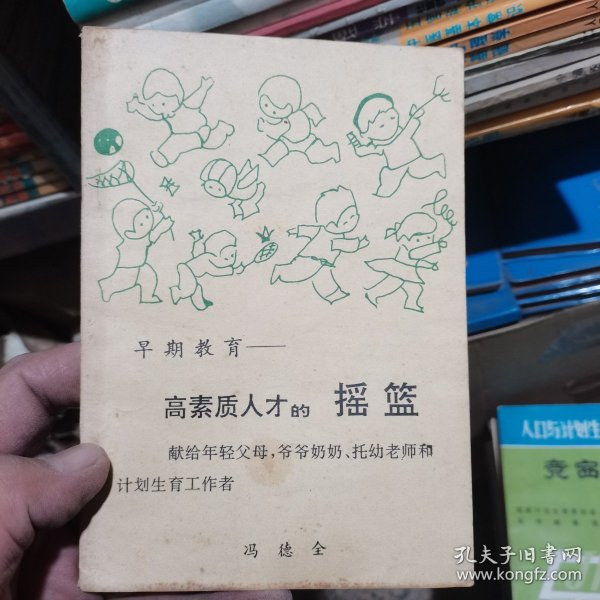 早期教育——
高素质人才的 摇篮
献给年轻父母，爷爷奶奶、托幼老师和
计划生育工作者
冯德全
人口与计划生
竞
孔夫子旧书网
www.kongfz.com